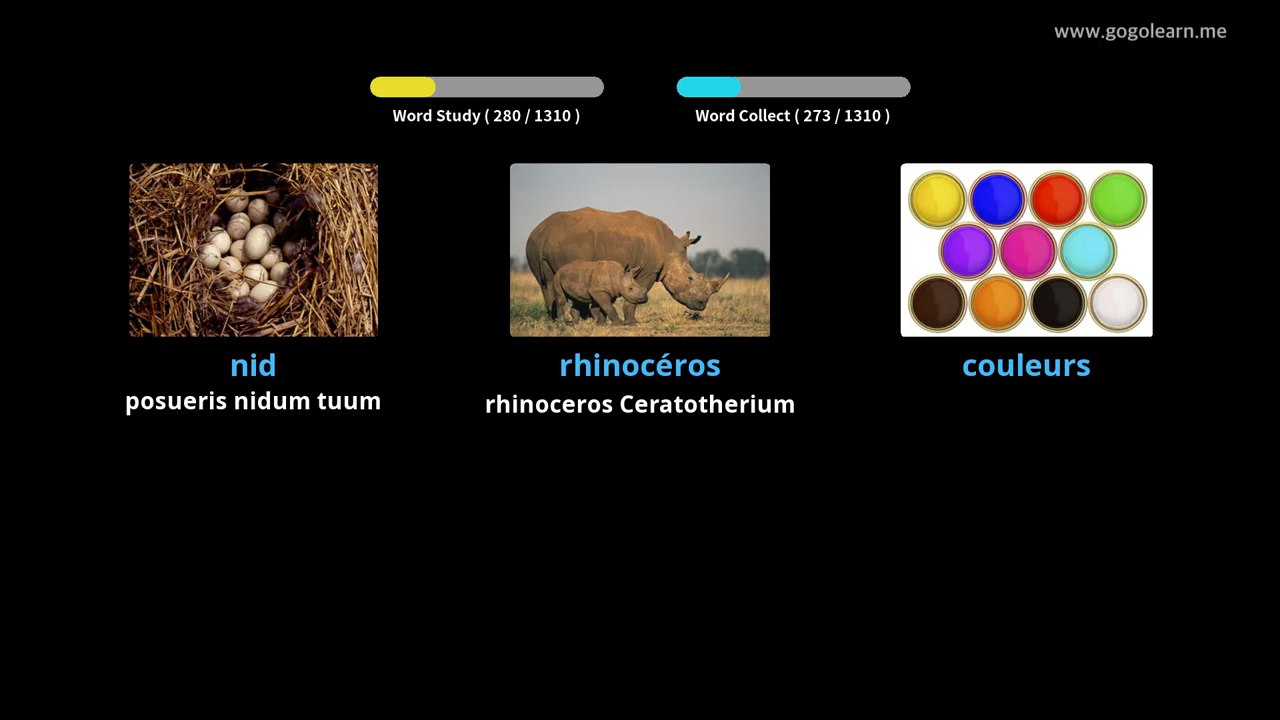 www.gogolearn.me
Word Study ( 280 / 1310 )
Word Collect ( 273 / 1310 )
nid
posueris nidum tuum
rhinocéros
rhinoceros Ceratotherium
couleurs